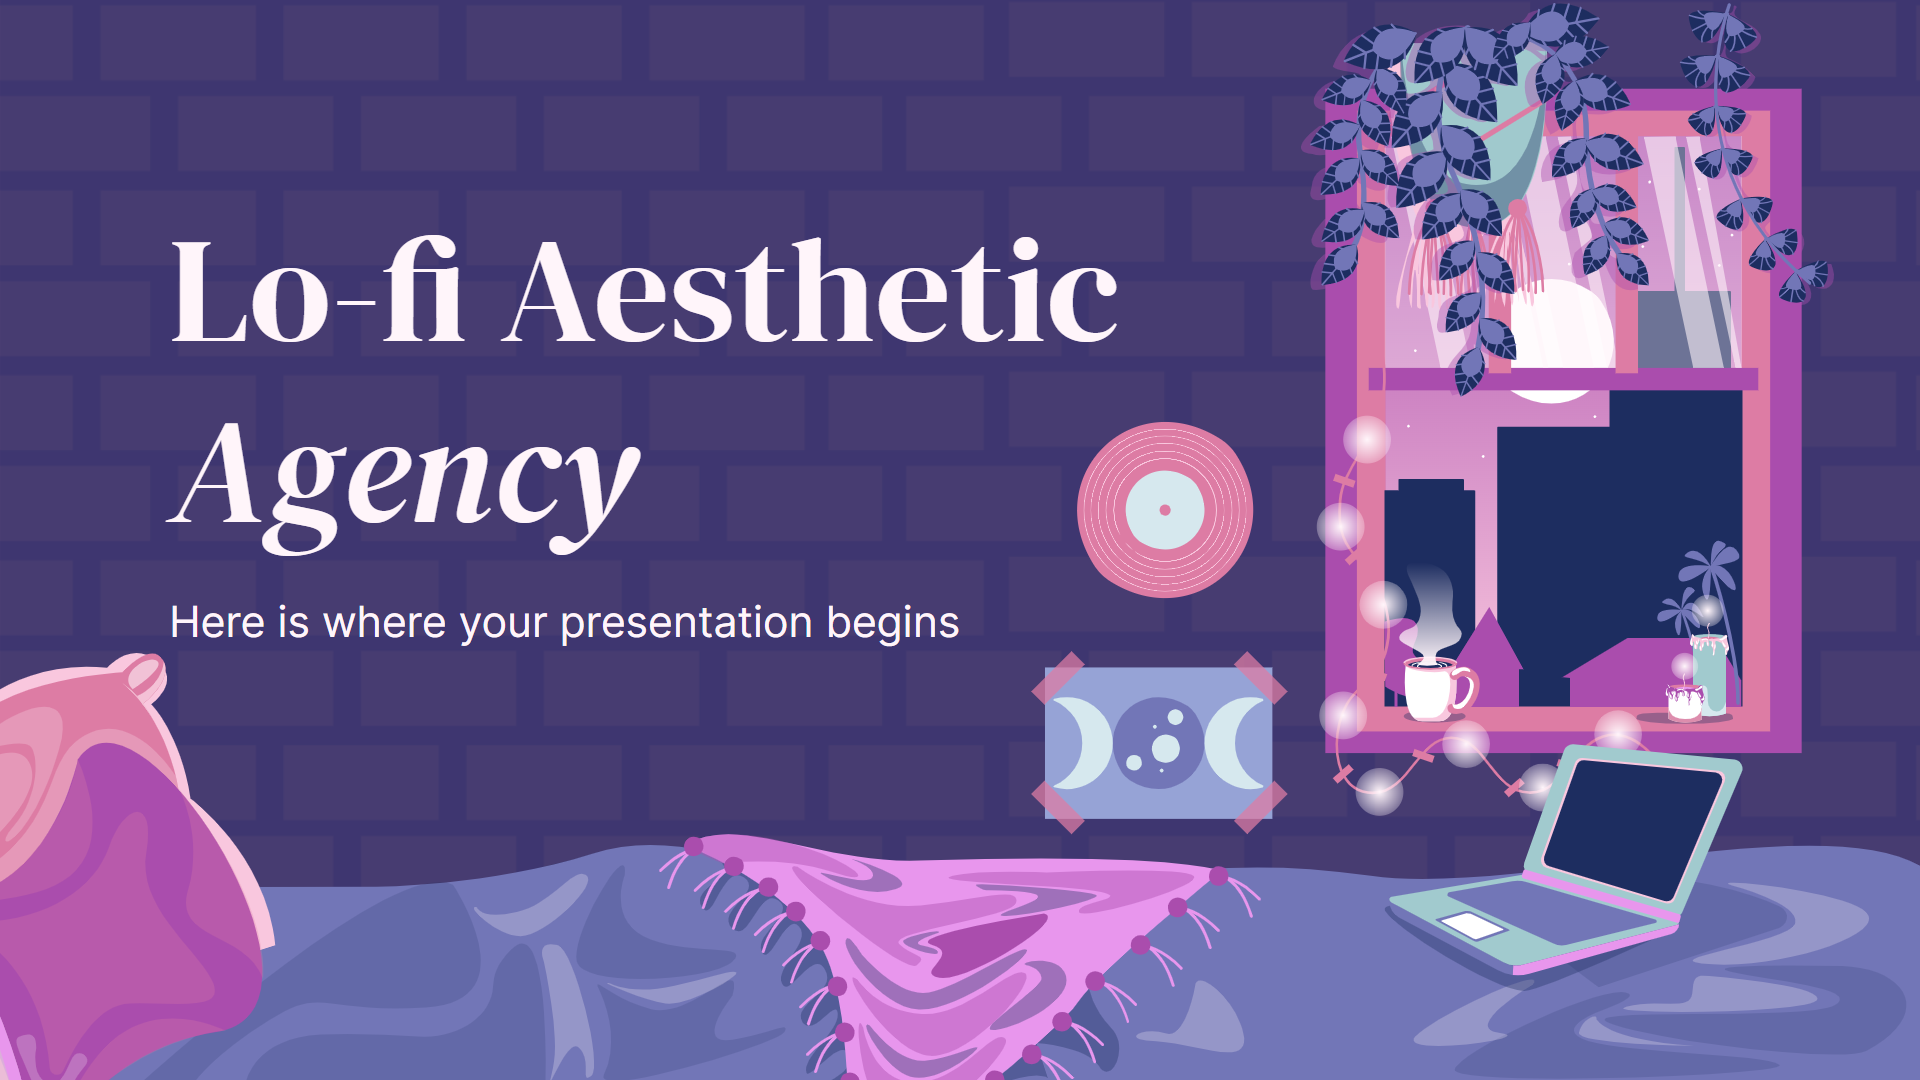 Lo-fi Aesthetic
Agency
Here is where your presentation begins